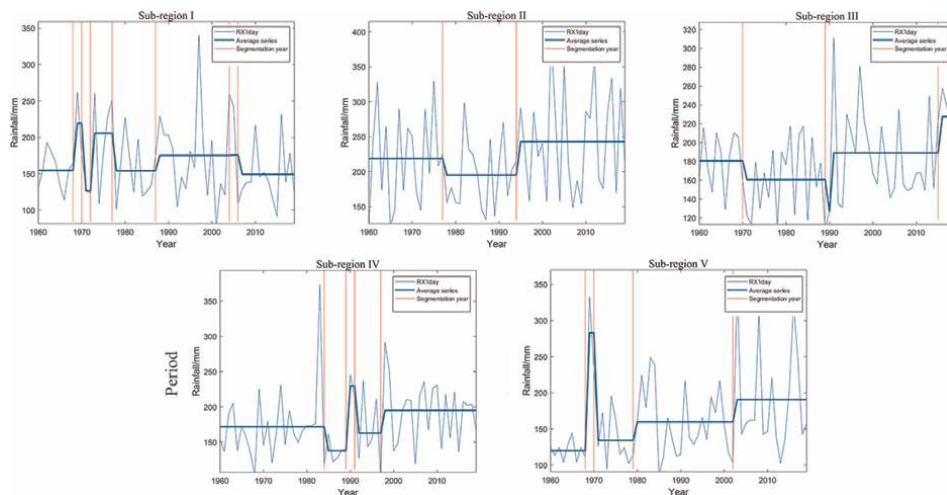 Sub-region I
RX1day
Average series
Segmentation year
Rainfall/mm
350
300
250
200
150
100
1960 1970 1980 1990 2000 2010
Year
Sub-region II
RX1day
Average series
Segmentation year
Rainfall/mm
400
350
300
250
200
150
1960 1970 1980 1990 2000 2010
Year
Sub-region III
RX1day
Average series
Segmentation year
Rainfall/mm
320
300
280
260
240
220
200
180
160
140
120
1960 1970 1980 1990 2000 2010
Year
Sub-region IV
RX1day
Average series
Segmentation year
Period
Rainfall/mm
350
300
250
200
150
1960 1970 1980 1990 2000 2010
Year
Sub-region V
RX1day
Average series
Segmentation year
Rainfall/mm
350
300
250
200
150
100
1960 1970 1980 1990 2000 2010
Year